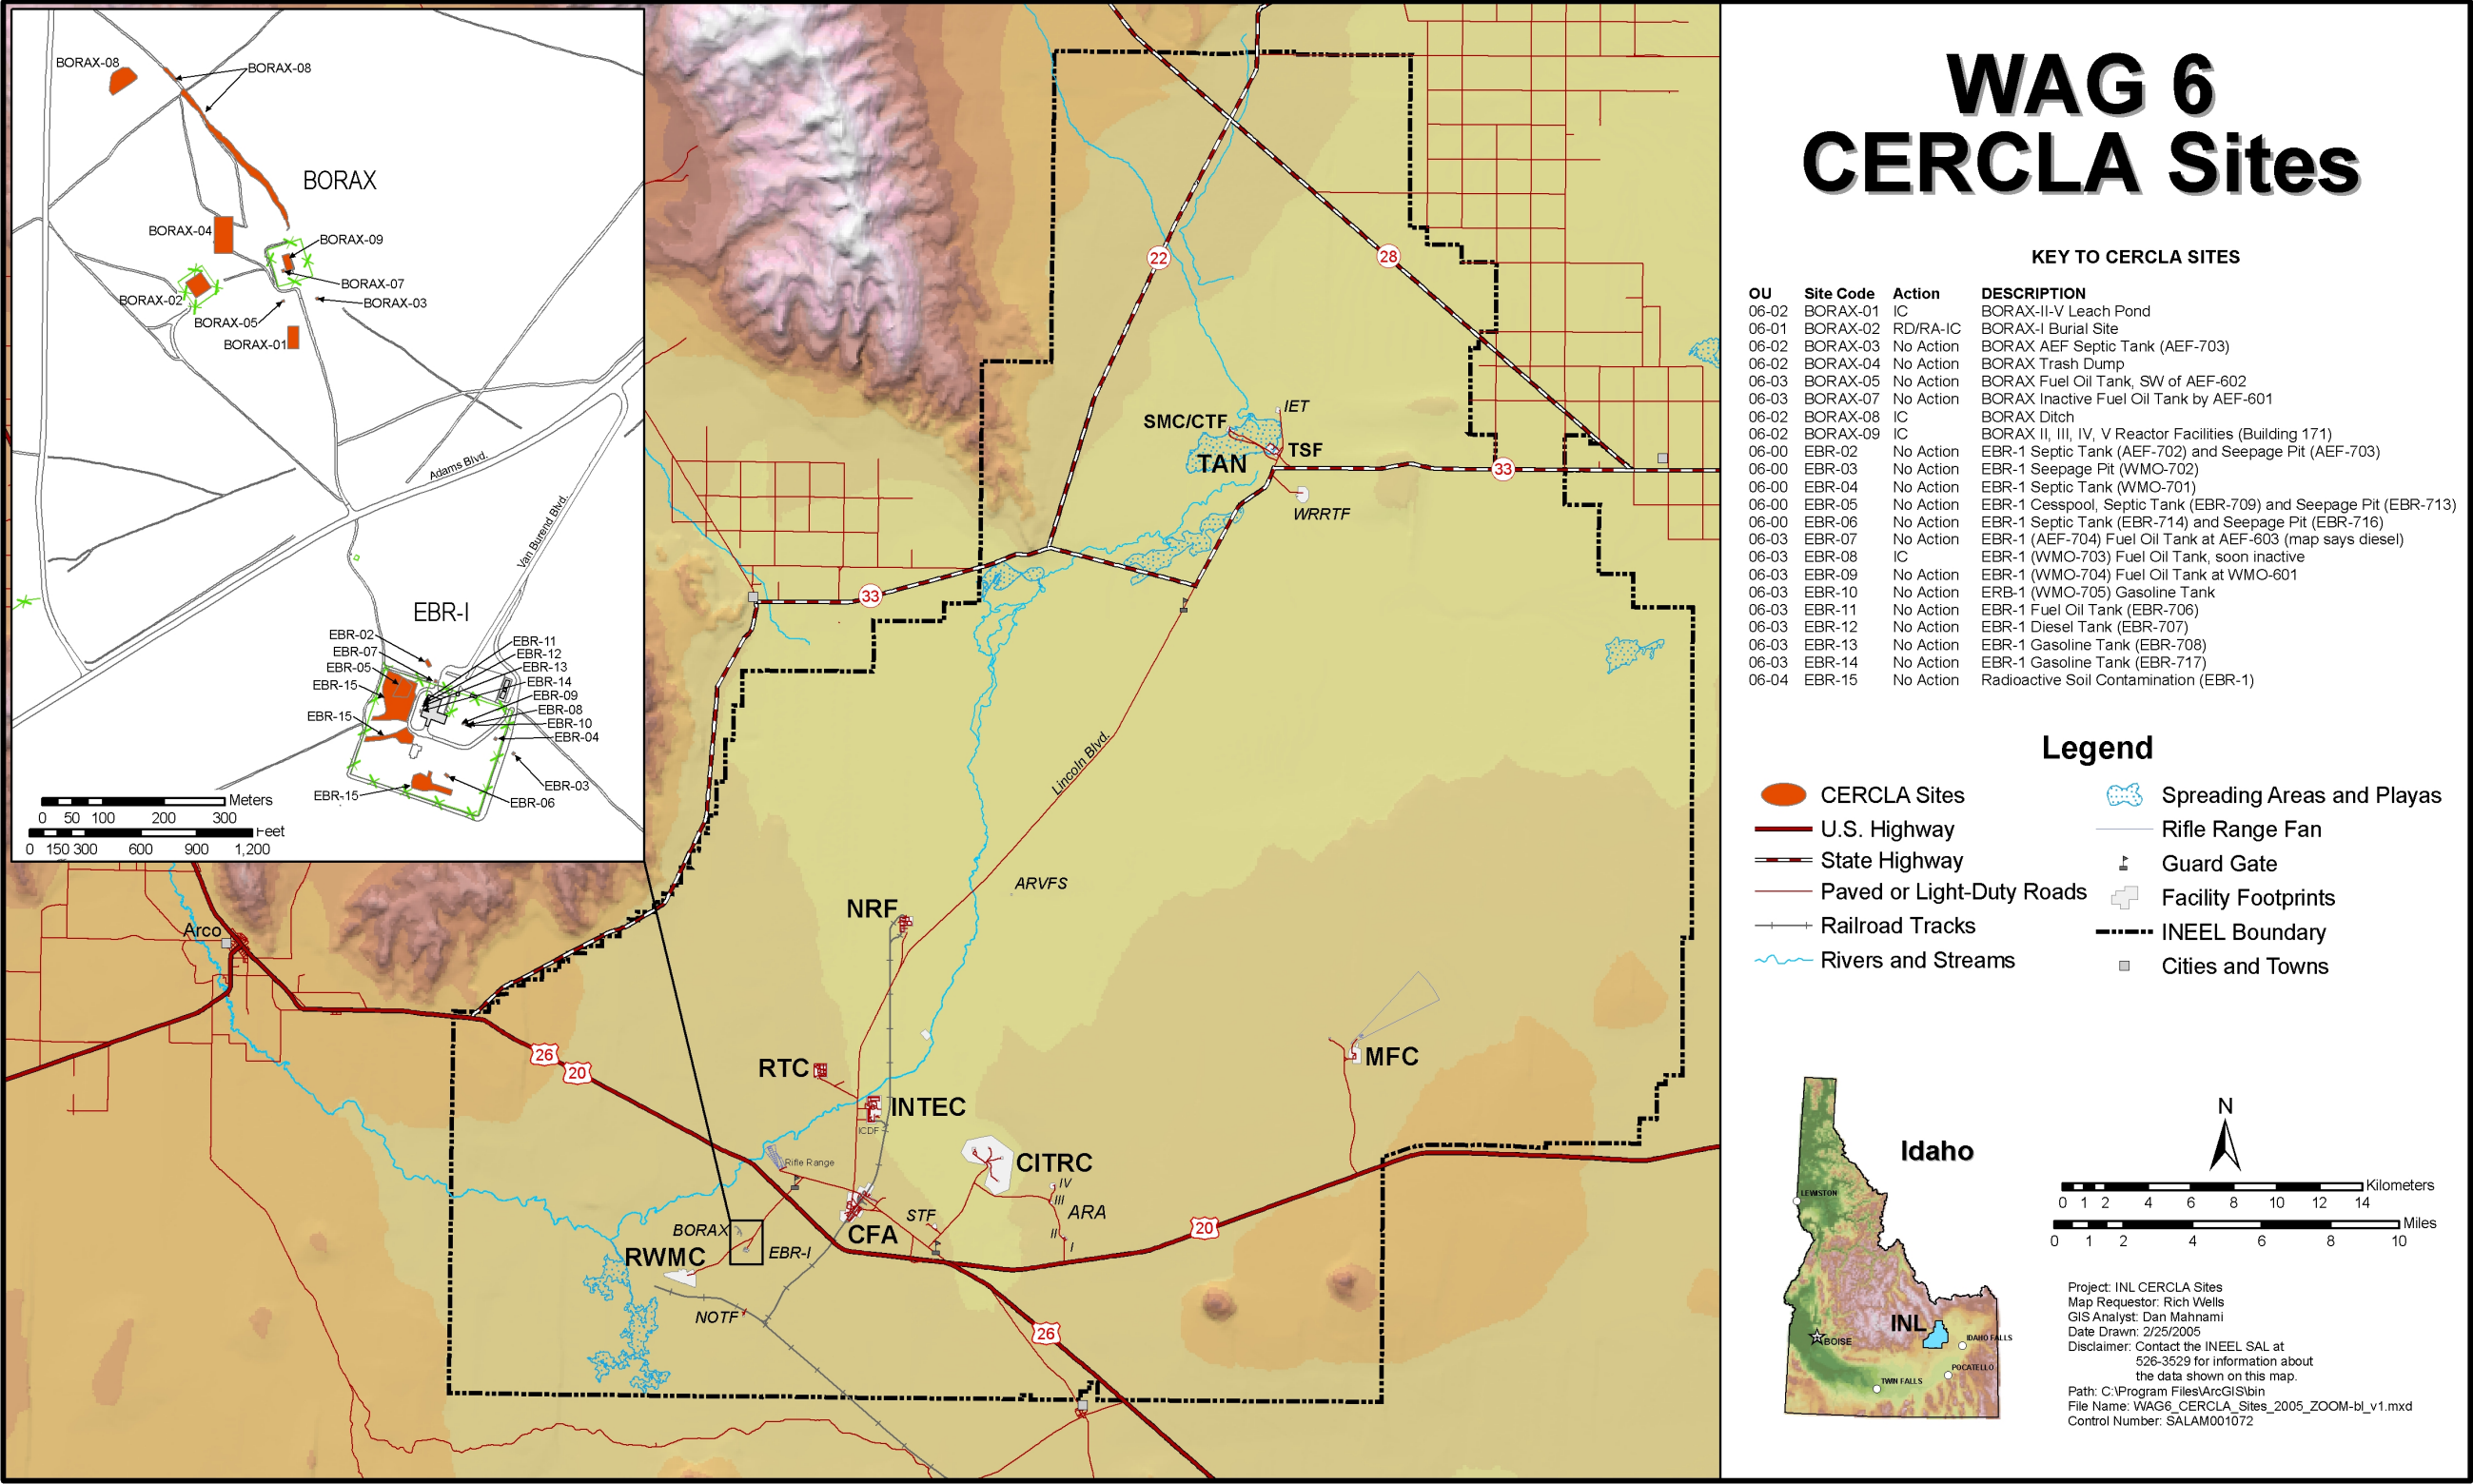 WAG 6
CERCLA Sites
KEY TO CERCLA SITES
OU Site Code Action DESCRIPTION
06-02 BORAX-01 IC BORAX-II-V Leach Pond
06-01 BORAX-02 RD/RA-IC BORAX-I Burial Site
06-02 BORAX-03 No Action BORAX AEF Septic Tank (AEF-703)
06-02 BORAX-04 No Action BORAX Trash Dump
06-03 BORAX-05 No Action BORAX Fuel Oil Tank, SW of AEF-602
06-03 BORAX-07 No Action BORAX Inactive Fuel Oil Tank by AEF-601
06-02 BORAX-08 IC BORAX Ditch
06-02 BORAX-09 IC BORAX II, III, IV, V Reactor Facilities (Building 171)
06-00 EBR-02 No Action EBR-1 Septic Tank (AEF-702) and Seepage Pit (AEF-703)
06-00 EBR-03 No Action EBR-1 Seepage Pit (WMO-702)
06-00 EBR-04 No Action EBR-1 Septic Tank (WMO-701)
06-00 EBR-05 No Action EBR-1 Cesspool, Septic Tank (EBR-709) and Seepage Pit (EBR-713)
06-00 EBR-06 No Action EBR-1 Septic Tank (EBR-714) and Seepage Pit (EBR-716)
06-03 EBR-07 No Action EBR-1 (AEF-704) Fuel Oil Tank at AEF-603 (map says diesel)
06-03 EBR-08 IC EBR-1 (WMO-703) Fuel Oil Tank, soon inactive
06-03 EBR-09 No Action EBR-1 (WMO-704) Fuel Oil Tank at WMO-601
06-03 EBR-10 No Action ERB-1 (WMO-705) Gasoline Tank
06-03 EBR-11 No Action EBR-1 Fuel Oil Tank (EBR-706)
06-03 EBR-12 No Action EBR-1 Diesel Tank (EBR-707)
06-03 EBR-13 No Action EBR-1 Gasoline Tank (EBR-708)
06-03 EBR-14 No Action EBR-1 Gasoline Tank (EBR-717)
06-04 EBR-15 No Action Radioactive Soil Contamination (EBR-1)
Legend
CERCLA Sites
U.S. Highway
State Highway
Paved or Light-Duty Roads
Railroad Tracks
Rivers and Streams
Spreading Areas and Playas
Rifle Range Fan
Guard Gate
Facility Footprints
INEEL Boundary
Cities and Towns
Idaho
LEWISTON
BOISE
INL
IDAHO FALLS
POCATELLO
TWIN FALLS
N
Kilometers
0 1 2 4 6 8 10 12 14
Miles
0 1 2 4 6 8 10
Project: INL CERCLA Sites
Map Requestor: Rich Wells
GIS Analyst: Dan Mahnami
Date Drawn: 2/25/2005
Disclaimer: Contact the INEEL SAL at
526-3529 for information about
the data shown on this map.
Path: C:\Program Files\ArcGIS\bin
File Name: WAG6_CERCLA_Sites_2005_ZOOM-bl_v1.mxd
Control Number: SALAM001072
BORAX-08
BORAX-08
BORAX
BORAX-04
BORAX-09
BORAX-07
BORAX-02
BORAX-03
BORAX-05
BORAX-01
Adams Blvd.
Van Burend Blvd.
EBR-I
EBR-02
EBR-07
EBR-05
EBR-15
EBR-15
EBR-15
EBR-11
EBR-12
EBR-13
EBR-14
EBR-09
EBR-08
EBR-10
EBR-04
EBR-03
EBR-06
Meters
0 50 100 200 300
Feet
0 150 300 600 900 1,200
22
28
IET
SMC/CTF
TSF
TAN
33
WRRTF
33
Lincoln Blvd.
ARVFS
NRF
Arco
26
20
RTC
MFC
INTEC
ICDF
Rifle Range
CITRC
IV
III
ARA
STF
II
I
20
BORAX
CFA
EBR-I
RWMC
NOTF
26